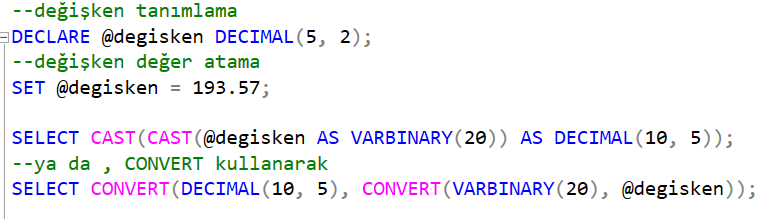 --değişken tanımlama
DECLARE @degisken DECIMAL(5, 2);
--değişken değer atama
SET @degisken = 193.57;
SELECT CAST(CAST(@degisken AS VARBINARY(20)) AS DECIMAL(10, 5));
--ya da , CONVERT kullanarak
SELECT CONVERT(DECIMAL(10, 5), CONVERT(VARBINARY(20), @degisken));